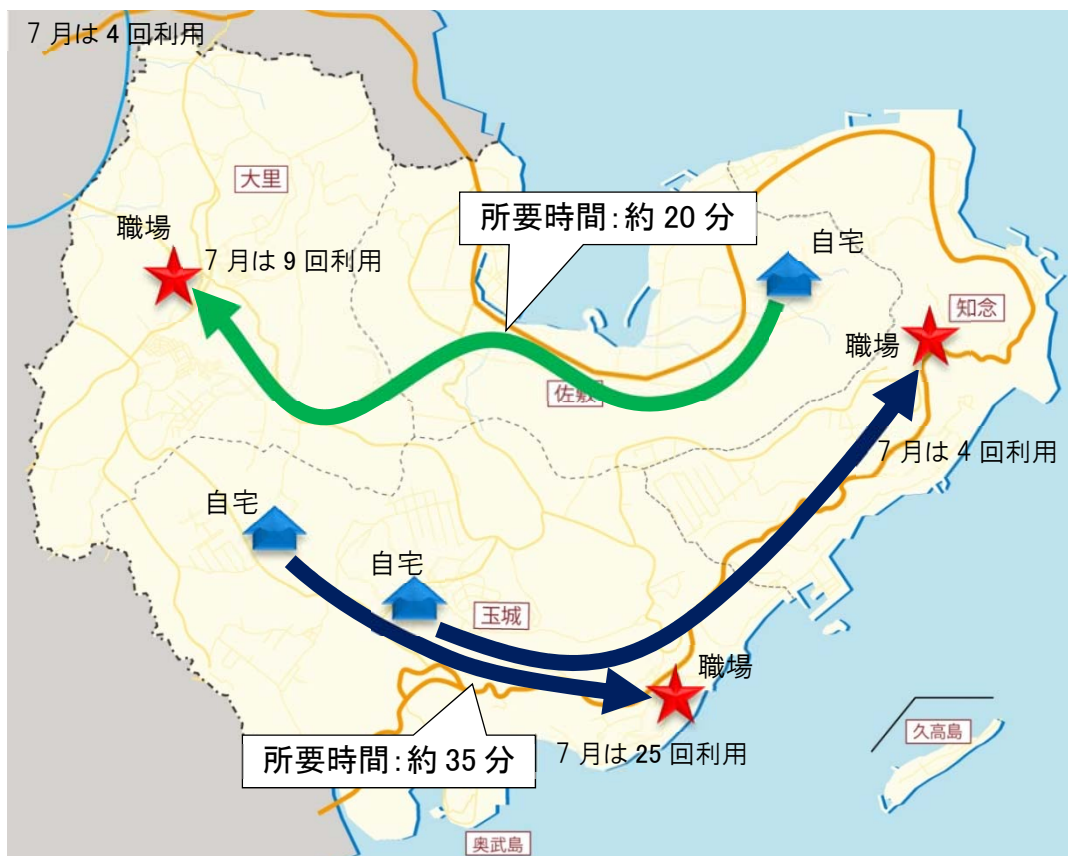 7 月は 4 回利用
大里
職場
7 月は 9 回利用
所要時間：約 20 分
自宅
知念
職場
佐敷
7 月は 4 回利用
自宅
自宅
玉城
職場
所要時間：約 35 分
7 月は 25 回利用
久高島
奥武島